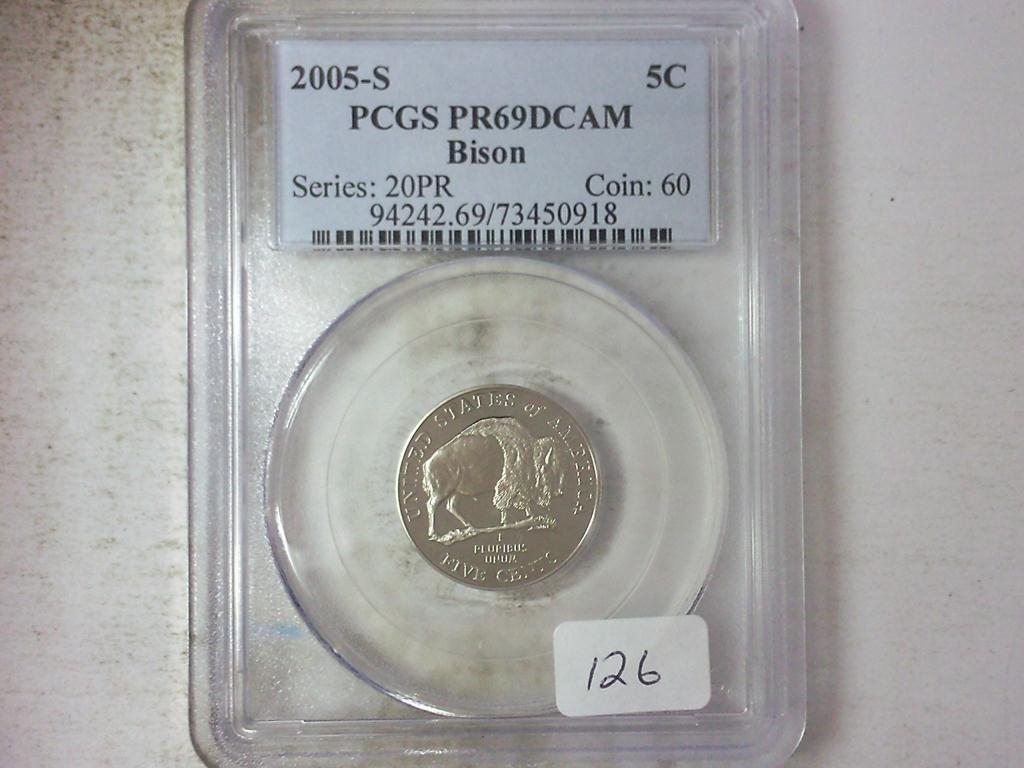 2005-S 5C
PCGS PR69DCAM
Bison
Series: 20PR Coin: 60
94242.69/73450918
UNITED STATES of AMERICA
E
PLURIBUS
UNUM
FIVE CENTS
126